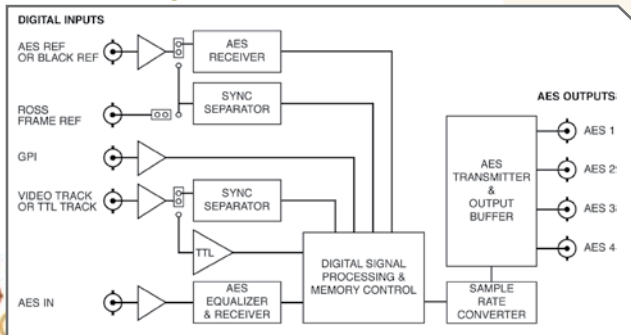 DIGITAL INPUTS
AES REF
OR BLACK REF
AES
RECEIVER
ROSS
FRAME REF
SYNC
SEPARATOR
GPI
VIDEO TRACK
OR TTL TRACK
SYNC
SEPARATOR
TTL
AES IN
AES
EQUALIZER
& RECEIVER
DIGITAL SIGNAL
PROCESSING &
MEMORY CONTROL
AES
TRANSMITTER
&
OUTPUT
BUFFER
SAMPLE
RATE
CONVERTER
AES OUTPUTS
AES 1
AES 2
AES 3
AES 4